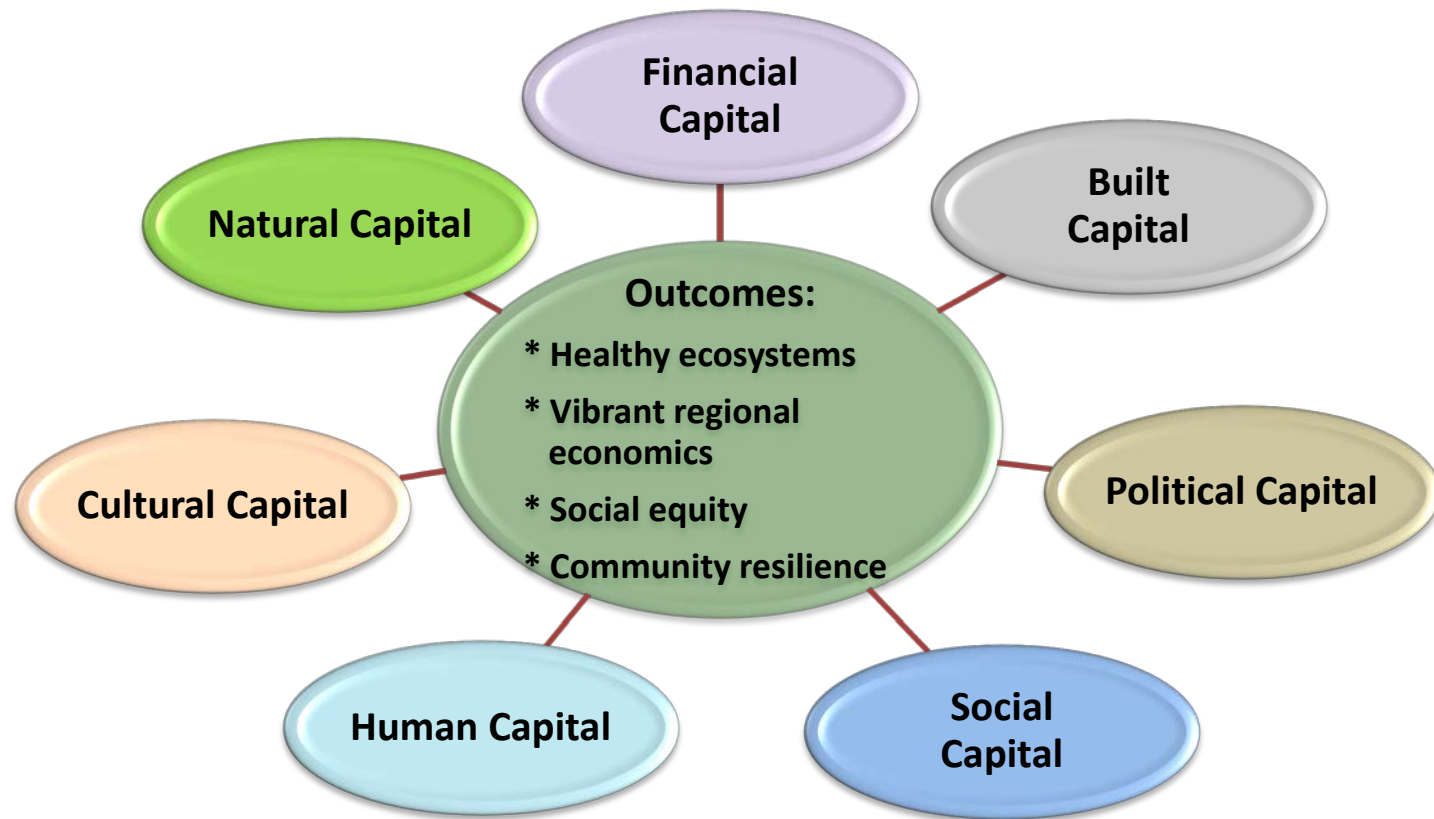 Financial
Capital
Built
Capital
Natural Capital
Outcomes:
* Healthy ecosystems
* Vibrant regional
economics
* Social equity
* Community resilience
Cultural Capital
Political Capital
Human Capital
Social
Capital